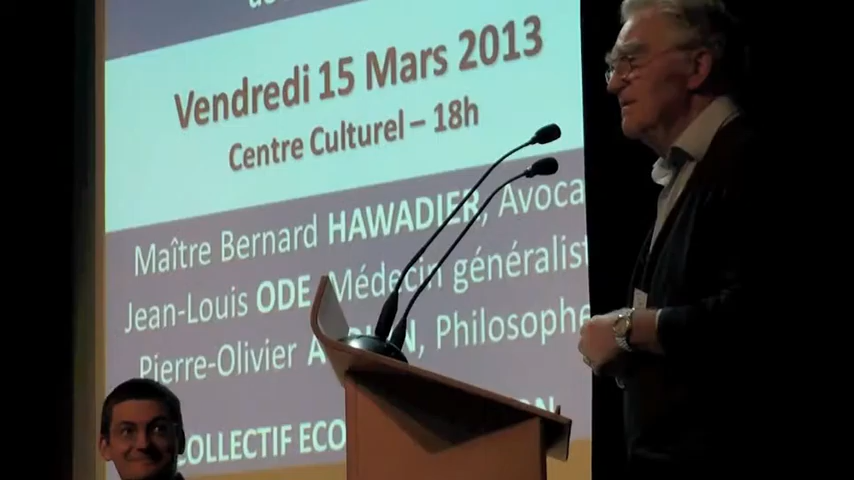 Vendredi 15 Mars 2013
Centre Culturel – 18h
Maître Bernard HAWADIER, Avoca
Jean-Louis ODE, Médecin généralist
Pierre-Olivier A , Philosophe
COLLECTIF ECO